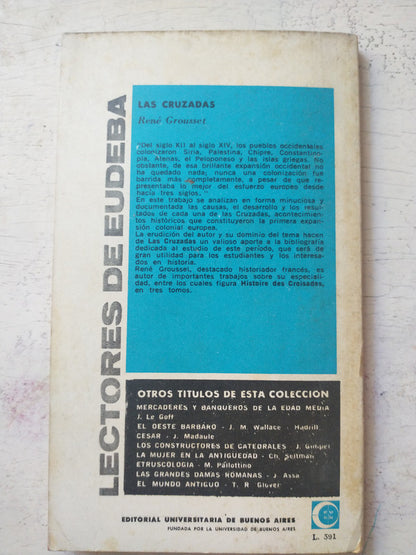 LECTORES DE EUDEBA
LAS CRUZADAS
René Grousset
"Del siglo XII al siglo XIV, los pueblos occidentales
colonizaron Siria, Palestina, Chipre, Constantino-
pla, Atenas, el Peloponeso y las islas griegas. No
obstante, de esa brillante expansión occidental no
ha quedado nada; nunca una colonización fue
barrida más completamente, a pesar de que re-
presentaba lo mejor del esfuerzo europeo desde
hacía tres siglos."
En este trabajo se analizan en forma minuciosa y
documentada las causas, el desarrollo y los resul-
tados de cada una de las Cruzadas, acontecimien-
tos históricos que constituyeron la primera expan-
sión colonial europea.
La erudición del autor y su dominio del tema hacen
de Las Cruzadas un valioso aporte a la bibliografía
dedicada al estudio de este período, que será de
gran utilidad para los estudiantes y los interesa-
dos en historia.
René Grousset, destacado historiador francés, es
autor de importantes trabajos sobre su especiali-
dad, entre los cuales figura Histoire des Croisades,
en tres tomos.
OTROS TITULOS DE ESTA COLECCION
MERCADERES Y BANQUEROS DE LA EDAD MEDIA
J. Le Goff
EL OESTE BARBARO - J. M. Wallace - Hadrill
CESAR - J. Madaule
LOS CONSTRUCTORES DE CATEDRALES - J. Gimpel
LA MUJER EN LA ANTIGÜEDAD - Ch. Seltman
ETRUSCOLOGIA - M. Pallottino
LAS GRANDES DAMAS ROMANAS - J. Assa
EL MUNDO ANTIGUO - T. R. Glover
EDITORIAL UNIVERSITARIA DE BUENOS AIRES
FUNDADA POR LA UNIVERSIDAD DE BUENOS AIRES
L. 391